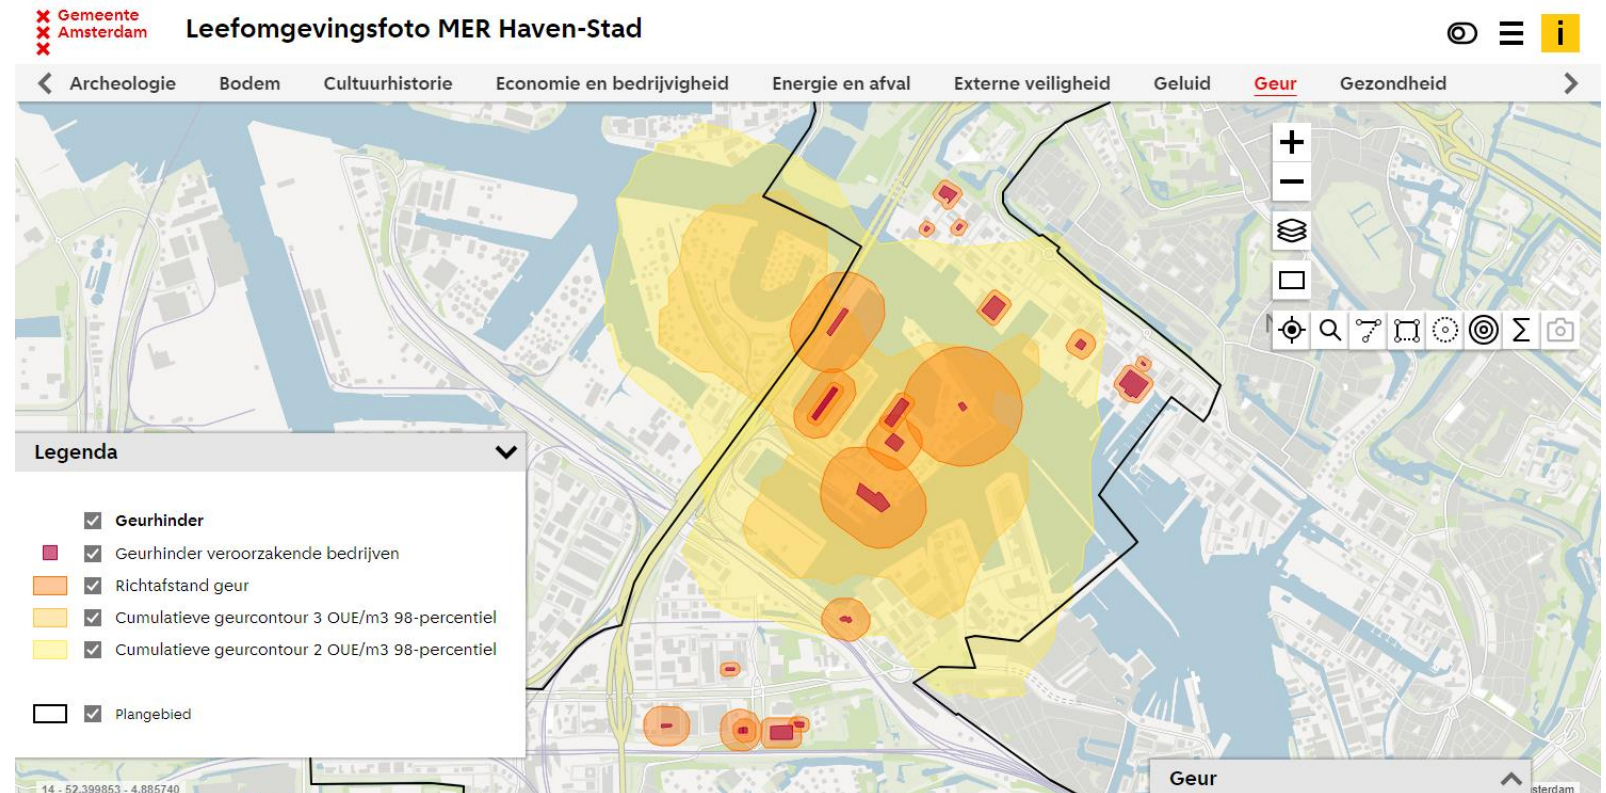 Gemeente
Amsterdam
Leefomgevingsfoto MER Haven-Stad
i
Archeologie Bodem Cultuurhistorie Economie en bedrijvigheid Energie en afval Externe veiligheid Geluid Geur Gezondheid
Legenda
Geurhinder
Geurhinder veroorzakende bedrijven
Richtafstand geur
Cumulatieve geurcontour 3 OUE/m3 98-percentiel
Cumulatieve geurcontour 2 OUE/m3 98-percentiel
Plangebied
Geur
14 - 52.399853 - 4.885740
sterdam